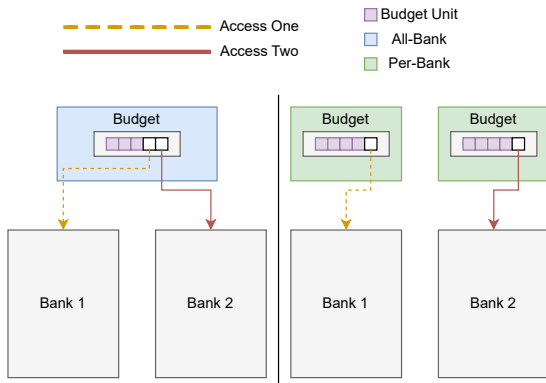 Access One
Access Two
Budget Unit
All-Bank
Per-Bank
Budget
Budget
Budget
Bank 1
Bank 2
Bank 1
Bank 2